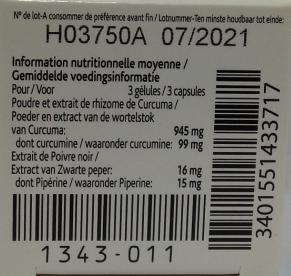 N° de lot-A consommer de préférence avant fin / Lotnummer-Ten minste houdbaar tot einde:
H03750A 07/2021
Information nutritionnelle moyenne /
Gemiddelde voedingsinformatie
Pour / Voor 3 gélules / 3 capsules
Poudre et extrait de rhizome de Curcuma /
Poeder en extract van de wortelstok
van Curcuma: 945 mg
dont curcumine / waaronder curcumine: 99 mg
Extrait de Poivre noir /
Extract van Zwarte peper: 16 mg
dont Pipérine / waaronder Piperine: 15 mg
1343-011
3401551433717